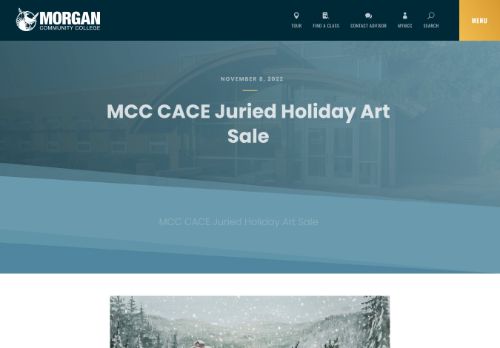 MORGAN
COMMUNITY COLLEGE
TOUR
FIND A CLASS
CONTACT ADVISOR
MYMCC
SEARCH
MENU
NOVEMBER 8, 2022
MCC CACE Juried Holiday Art
Sale
MCC CACE Juried Holiday Art Sale